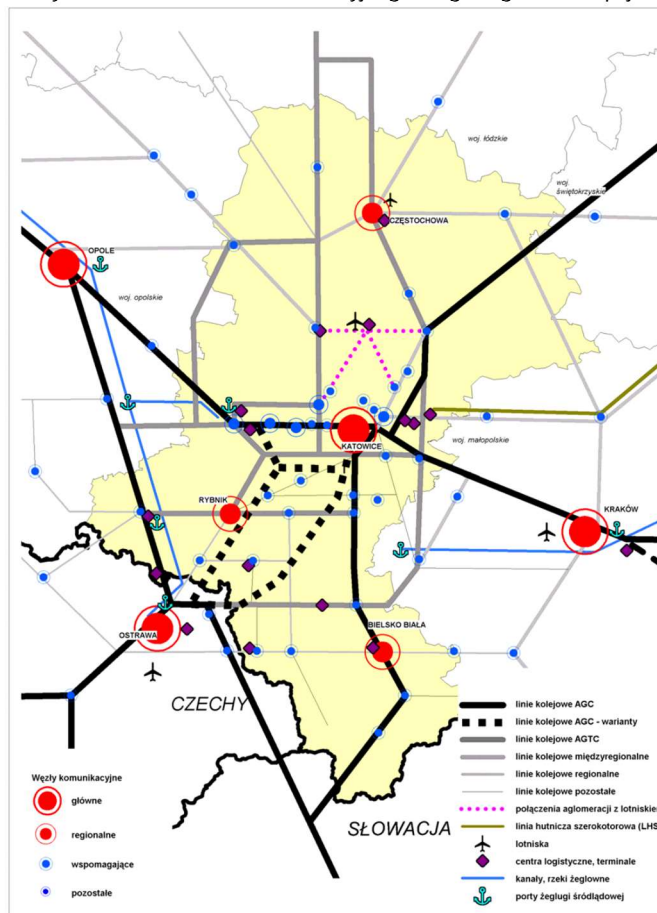 woj. łódzkie
woj.
świętokrzyskie
CZĘSTOCHOWA
OPOLE
woj. opolskie
KATOWICE
woj. małopolskie
RYBNIK
KRAKÓW
OSTRAWA
BIELSKO BIAŁA
CZECHY
SŁOWACJA
Węzły komunikacyjne
główne
regionalne
wspomagające
pozostałe
linie kolejowe AGC
linie kolejowe AGC - warianty
linie kolejowe AGTC
linie kolejowe międzyregionalne
linie kolejowe regionalne
linie kolejowe pozostałe
połączenia aglomeracji z lotniskie
linia hutnicza szerokotorowa (LHS
lotniska
centra logistyczne, terminale
kanały, rzeki żeglowne
porty żeglugi śródlądowej